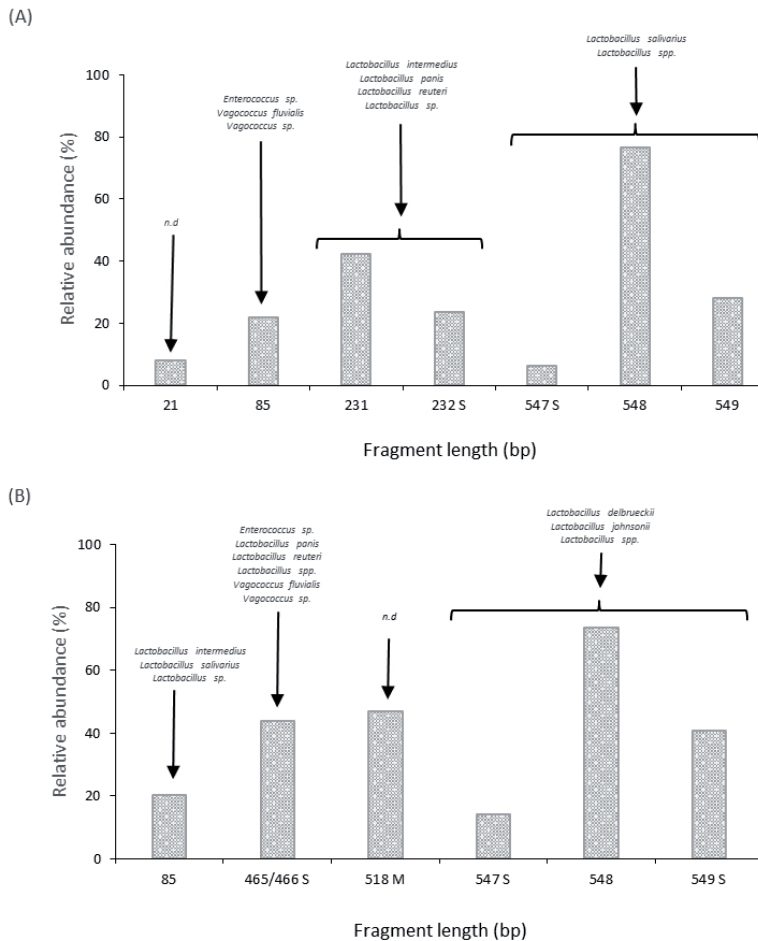 (A)
Lactobacillus salivarius
Lactobacillus spp.
Lactobacillus intermedius
Lactobacillus panis
Lactobacillus reuteri
Lactobacillus sp.
Enterococcus sp.
Vagococcus fluvialis
Vagococcus sp.
n.d
Relative abundance (%)
100
80
60
40
20
0
21 85 231 232 S 547 S 548 549
Fragment length (bp)
(B)
Lactobacillus delbrueckii
Lactobacillus johnsonii
Lactobacillus spp.
Enterococcus sp.
Lactobacillus panis
Lactobacillus reuteri
Lactobacillus spp.
Vagococcus fluvialis
Vagococcus sp.
n.d
Lactobacillus intermedius
Lactobacillus salivarius
Lactobacillus sp.
Relative abundance (%)
100
80
60
40
20
0
85 465/466 S 518 M 547 S 548 549 S
Fragment length (bp)